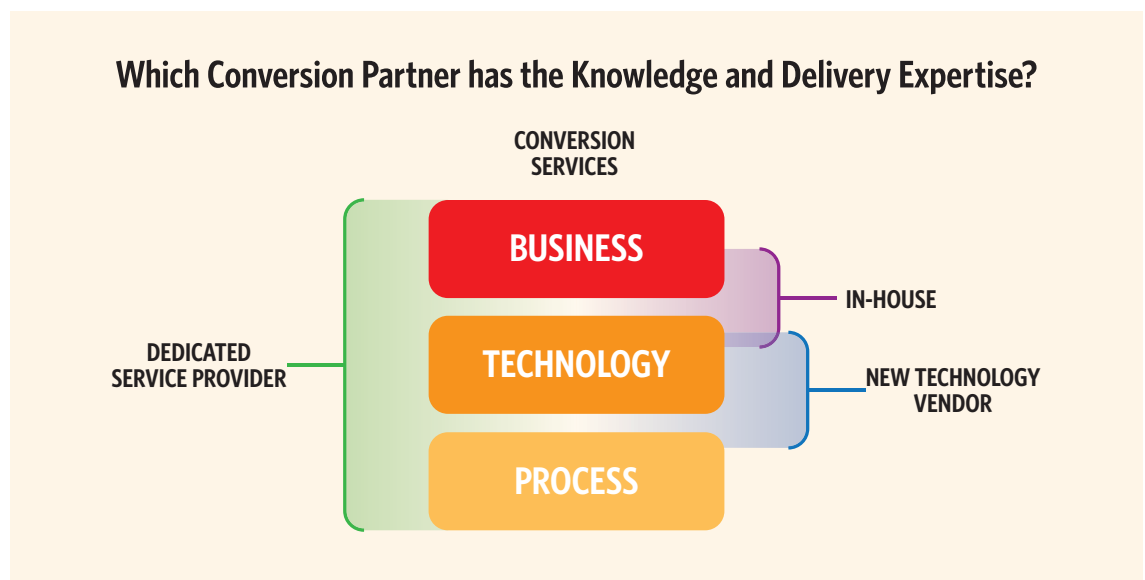 Which Conversion Partner has the Knowledge and Delivery Expertise?
CONVERSION
SERVICES
BUSINESS
IN-HOUSE
DEDICATED
SERVICE PROVIDER
TECHNOLOGY
NEW TECHNOLOGY
VENDOR
PROCESS